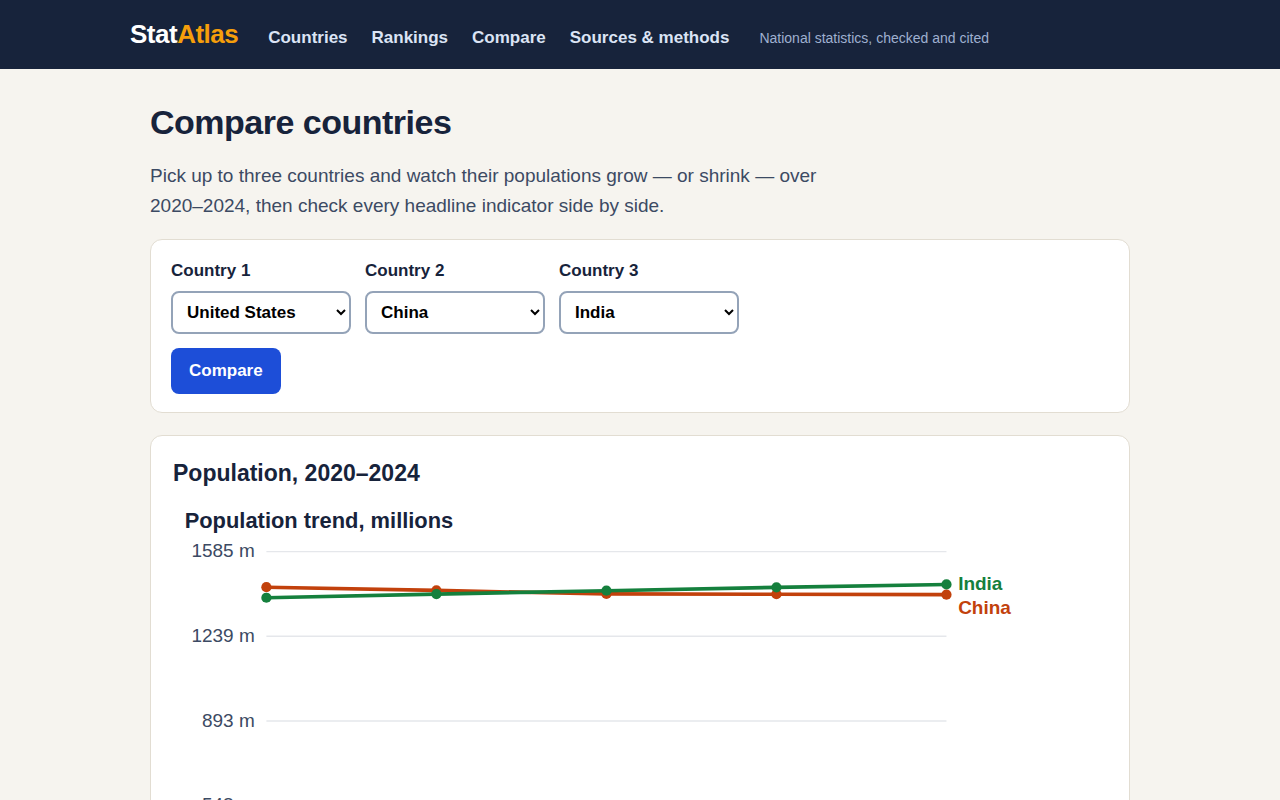 StatAtlas Countries Rankings Compare Sources & methods National statistics, checked and cited
Compare countries
Pick up to three countries and watch their populations grow — or shrink — over
2020–2024, then check every headline indicator side by side.
Country 1 Country 2 Country 3
United States China India
Compare
Population, 2020–2024
Population trend, millions
1585 m
India
China
1239 m
893 m